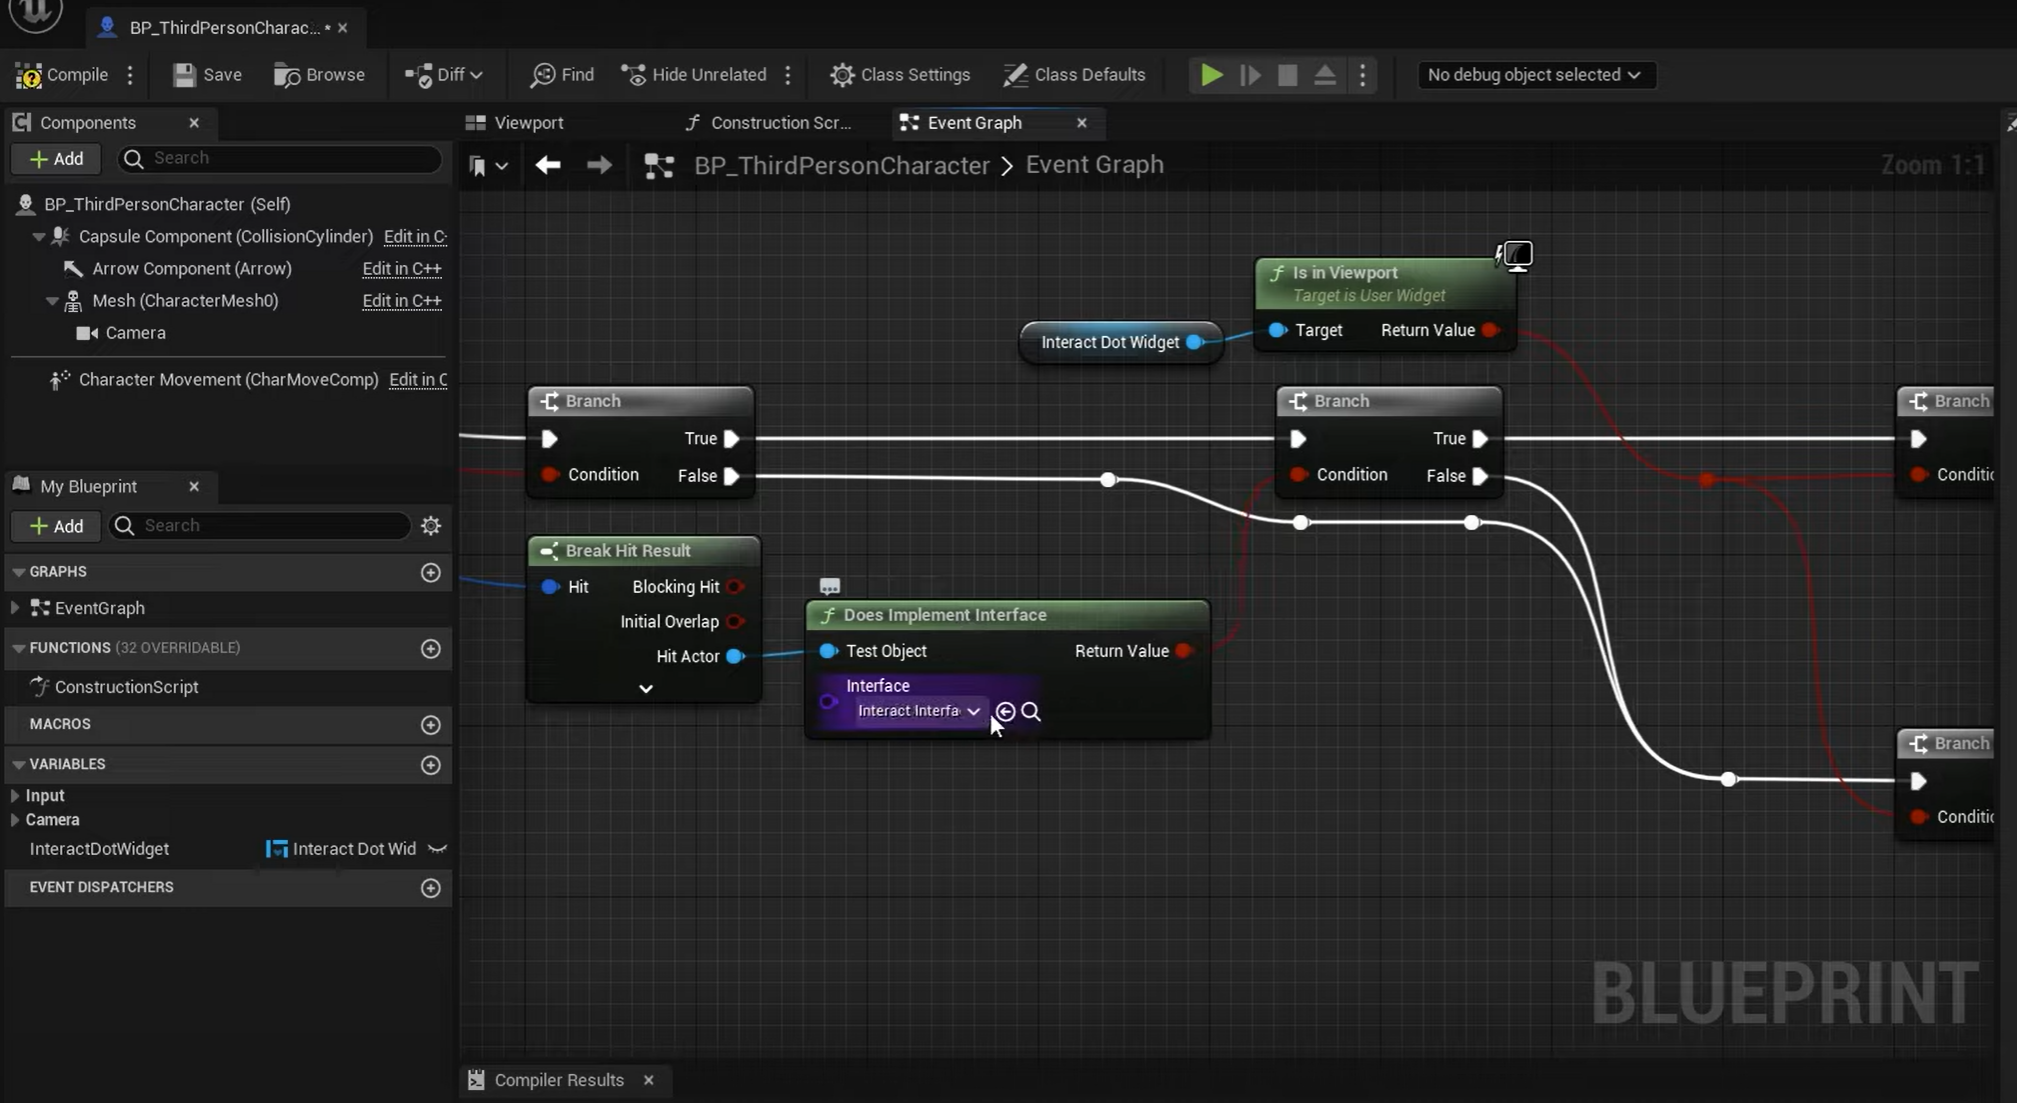 BP_ThirdPersonCharac... *
Compile
Save
Browse
Diff
Find
Hide Unrelated
Class Settings
Class Defaults
No debug object selected
Components
Add
Search
BP_ThirdPersonCharacter (Self)
Capsule Component (CollisionCylinder) Edit in C
Arrow Component (Arrow) Edit in C++
Mesh (CharacterMesh0) Edit in C++
Camera
Character Movement (CharMoveComp) Edit in C
My Blueprint
Add
Search
GRAPHS
EventGraph
FUNCTIONS (32 OVERRIDABLE)
ConstructionScript
MACROS
VARIABLES
Input
Camera
InteractDotWidget Interact Dot Wid
EVENT DISPATCHERS
Viewport
Construction Scr...
Event Graph
BP_ThirdPersonCharacter > Event Graph
Zoom 1:1
Is in Viewport
Target is User Widget
Target Return Value
Interact Dot Widget
Branch
True
Condition False
Branch
True
Condition False
Branch
Conditic
Break Hit Result
Hit Blocking Hit
Initial Overlap
Hit Actor
Does Implement Interface
Test Object Return Value
Interface
Interact Interfa
Branch
Conditic
BLUEPRINT
Compiler Results